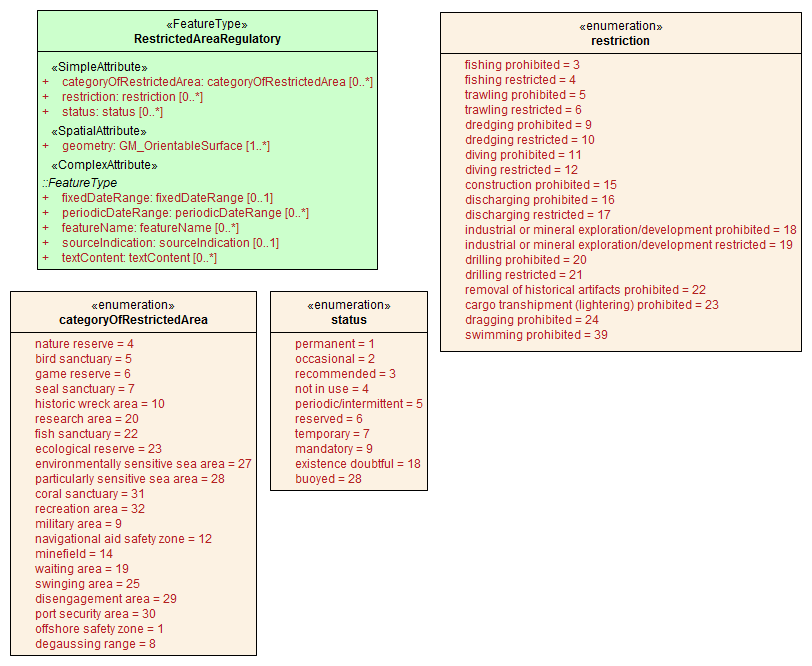 «FeatureType»
RestrictedAreaRegulatory
«SimpleAttribute»
+ categoryOfRestrictedArea: categoryOfRestrictedArea [0..*]
+ restriction: restriction [0..*]
+ status: status [0..*]
«SpatialAttribute»
+ geometry: GM_OrientableSurface [1..*]
«ComplexAttribute»
::FeatureType
+ fixedDateRange: fixedDateRange [0..1]
+ periodicDateRange: periodicDateRange [0..*]
+ featureName: featureName [0..*]
+ sourceIndication: sourceIndication [0..1]
+ textContent: textContent [0..*]
«enumeration»
restriction
fishing prohibited = 3
fishing restricted = 4
trawling prohibited = 5
trawling restricted = 6
dredging prohibited = 9
dredging restricted = 10
diving prohibited = 11
diving restricted = 12
construction prohibited = 15
discharging prohibited = 16
discharging restricted = 17
industrial or mineral exploration/development prohibited = 18
industrial or mineral exploration/development restricted = 19
drilling prohibited = 20
drilling restricted = 21
removal of historical artifacts prohibited = 22
cargo transhipment (lightering) prohibited = 23
dragging prohibited = 24
swimming prohibited = 39
«enumeration»
categoryOfRestrictedArea
nature reserve = 4
bird sanctuary = 5
game reserve = 6
seal sanctuary = 7
historic wreck area = 10
research area = 20
fish sanctuary = 22
ecological reserve = 23
environmentally sensitive sea area = 27
particularly sensitive sea area = 28
coral sanctuary = 31
recreation area = 32
military area = 9
navigational aid safety zone = 12
minefield = 14
waiting area = 19
swinging area = 25
disengagement area = 29
port security area = 30
offshore safety zone = 1
degaussing range = 8
«enumeration»
status
permanent = 1
occasional = 2
recommended = 3
not in use = 4
periodic/intermittent = 5
reserved = 6
temporary = 7
mandatory = 9
existence doubtful = 18
buoyed = 28